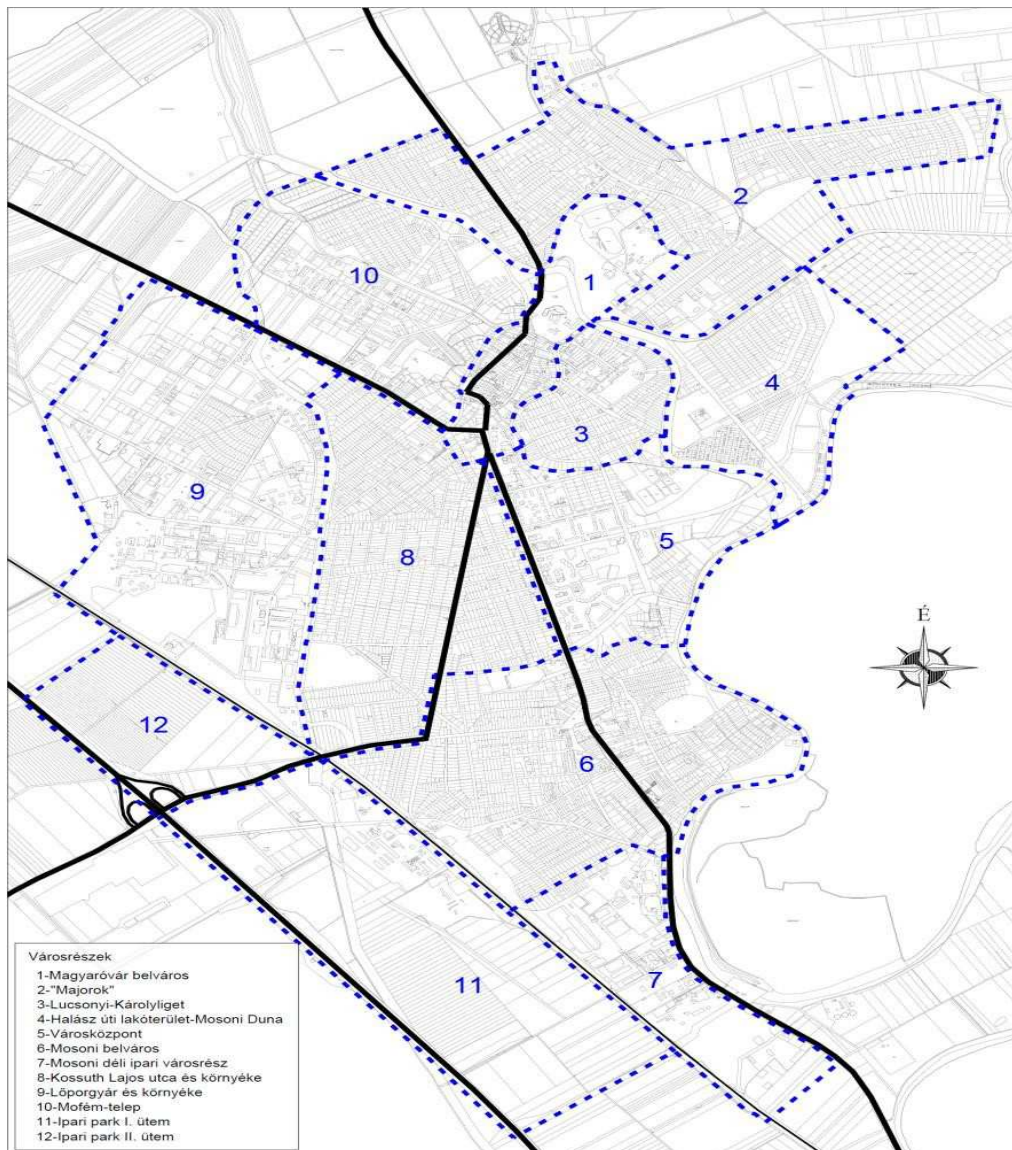 2
1
10
4
3
9
5
8
É
12
6
11
7
Városrészek
1-Magyaróvár belváros
2-"Majorok"
3-Lucsonyi-Károlyliget
4-Halász úti lakóterület-Mosoni Duna
5-Városközpont
6-Mosoni belváros
7-Mosoni déli ipari városrész
8-Kossuth Lajos utca és környéke
9-Lőporgyár és környéke
10-Mofém-telep
11-Ipari park I. ütem
12-Ipari park II. ütem